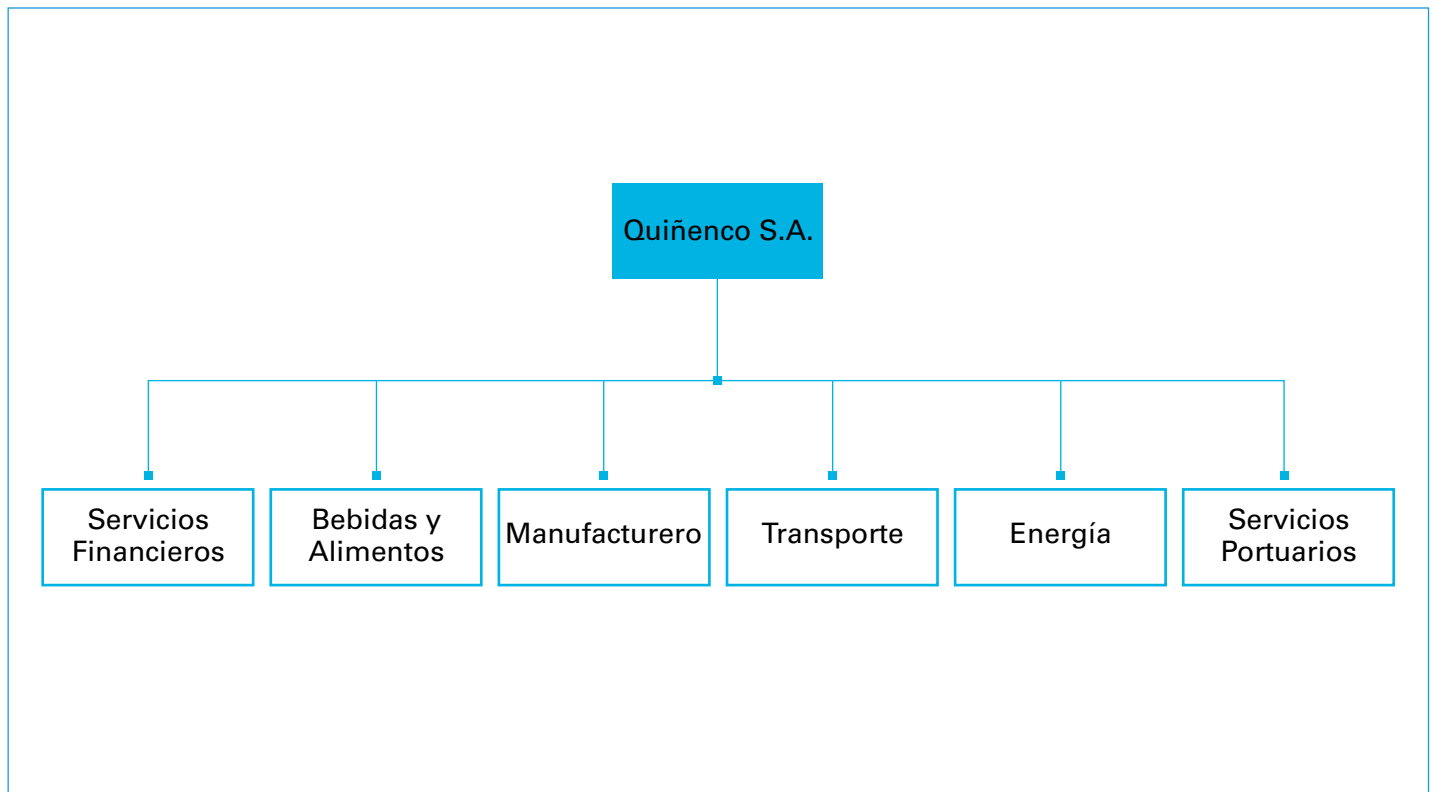 Quiñenco S.A.
Servicios
Financieros
Bebidas y
Alimentos
Manufacturero
Transporte
Energía
Servicios
Portuarios